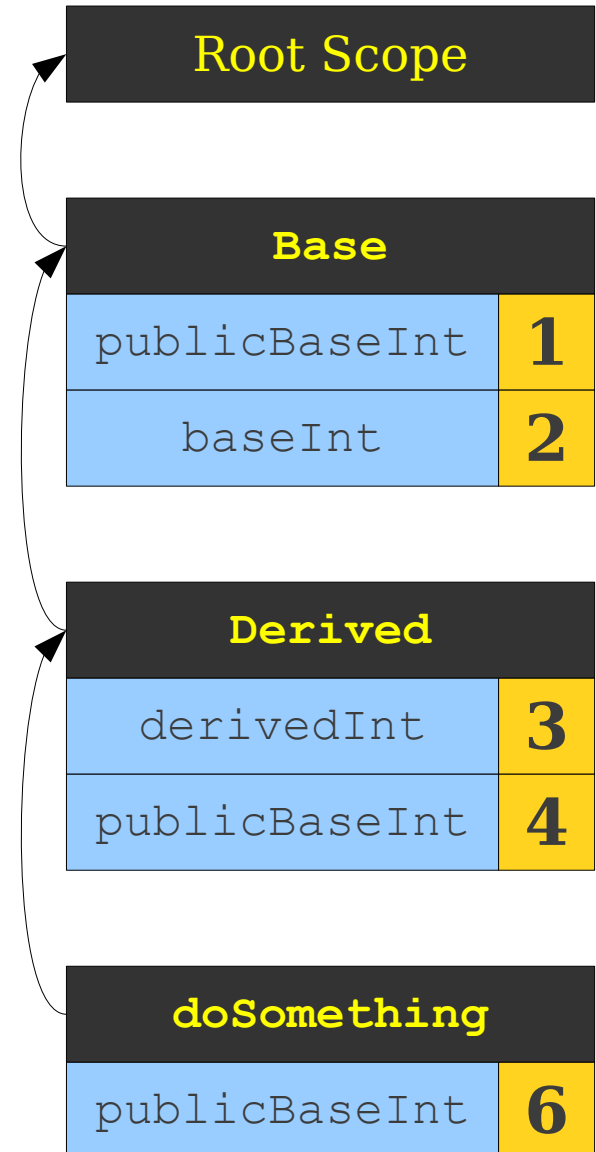 Root Scope
Base
publicBaseInt 1
baseInt 2
Derived
derivedInt 3
publicBaseInt 4
doSomething
publicBaseInt 6